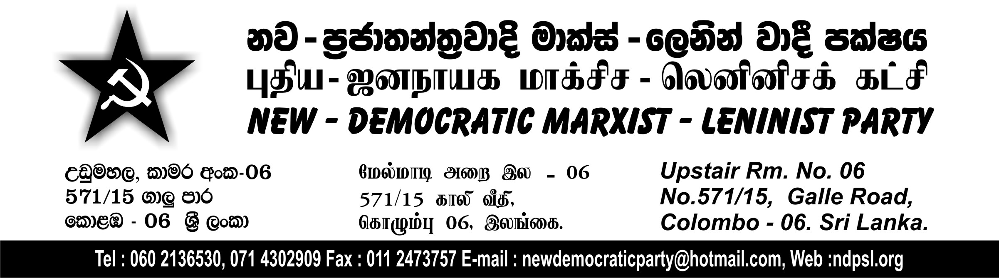 නව - ප්‍රජාතන්ත්‍රවාදී මාක්ස් - ලෙනින් වාදී පක්ෂය
புதிய - ஜனநாயக மாக்சிச - லெனினிசக் கட்சி
NEW - DEMOCRATIC MARXIST - LENINIST PARTY
උඩුමහල, කාමර අංක-06
571/15 ගාලු පාර
කොළඹ - 06 ශ්‍රී ලංකා
மேல்மாடி அறை இல – 06
571/15 காலி வீதி,
கொழும்பு 06, இலங்கை.
Upstair Rm. No. 06
No.571/15, Galle Road,
Colombo - 06. Sri Lanka.
Tel : 060 2136530, 071 4302909 Fax : 011 2473757 E-mail : newdemocraticparty@hotmail.com, Web :ndpsl.org